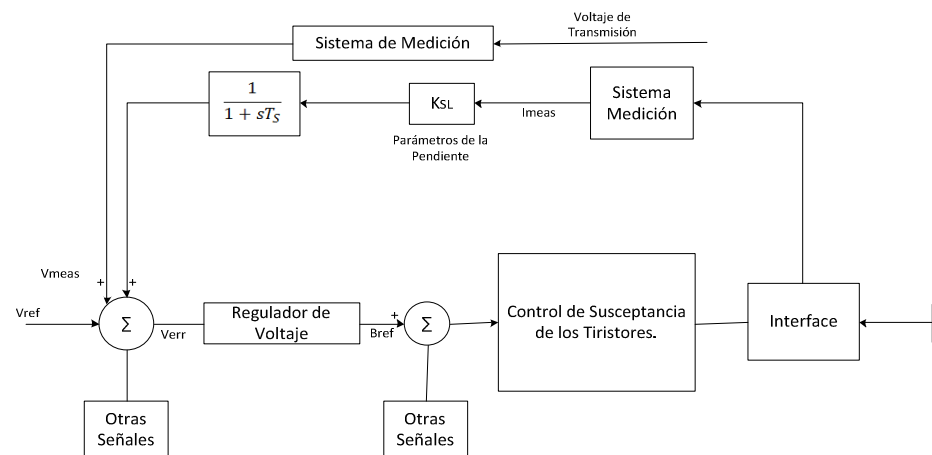 Voltaje de
Transmisión
Sistema de Medición
1
1 + sT_S
KSL
Imeas
Sistema
Medición
Parámetros de la
Pendiente
Vmeas
+
+
Vref
Σ
Verr
Regulador de
Voltaje
+
Bref
Σ
Control de Susceptancia
de los Tiristores.
Interface
Otras
Señales
Otras
Señales